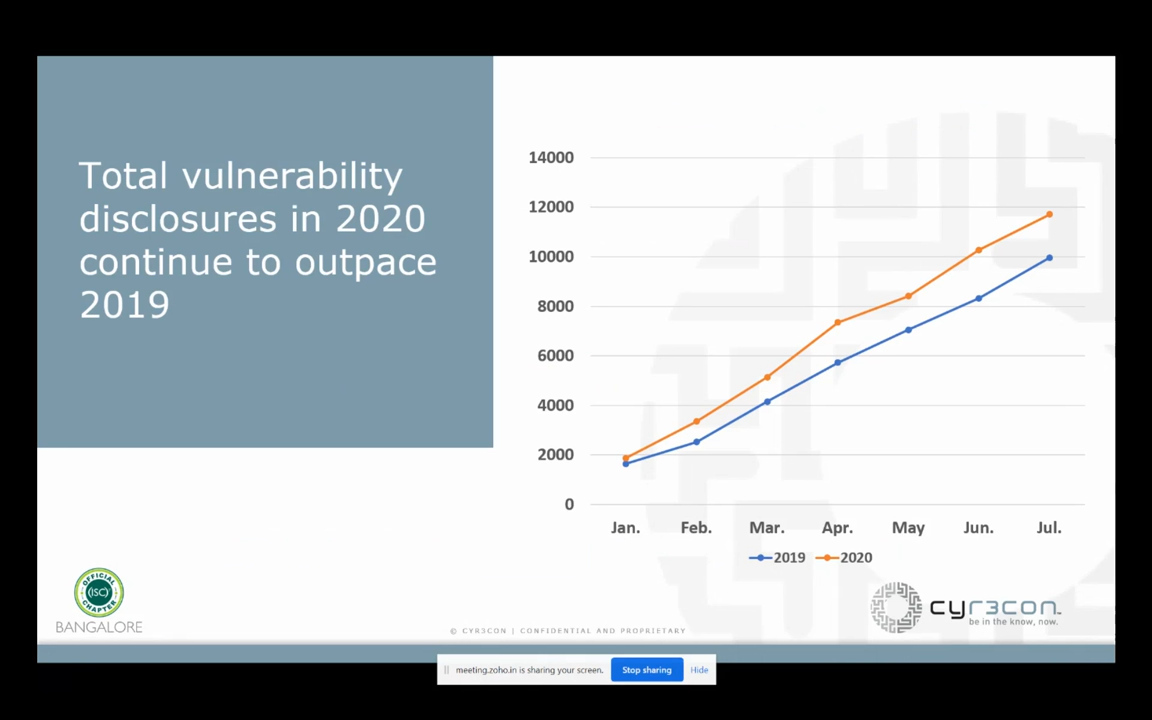 Total vulnerability
disclosures in 2020
continue to outpace
2019
14000
12000
10000
8000
6000
4000
2000
0
Jan. Feb. Mar. Apr. May Jun. Jul.
2019 2020
OFFICIAL
(ISC)
CHAPTER
BANGALORE
cyr3con™
be in the know, now.
© CYR3CON | CONFIDENTIAL AND PROPRIETARY
meeting.zoho.in is sharing your screen. Stop sharing Hide